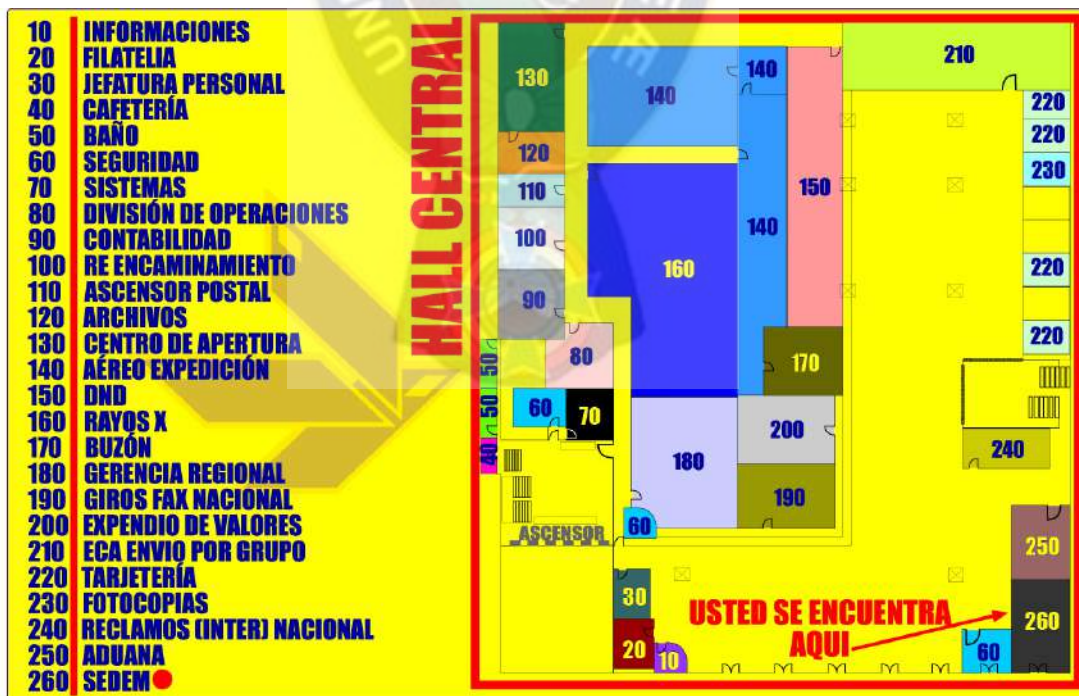 10 INFORMACIONES
20 FILATELIA
30 JEFATURA PERSONAL
40 CAFETERÍA
50 BAÑO
60 SEGURIDAD
70 SISTEMAS
80 DIVISIÓN DE OPERACIONES
90 CONTABILIDAD
100 RE ENCAMINAMIENTO
110 ASCENSOR POSTAL
120 ARCHIVOS
130 CENTRO DE APERTURA
140 AÉREO EXPEDICIÓN
150 DND
160 RAYOS X
170 BUZÓN
180 GERENCIA REGIONAL
190 GIROS FAX NACIONAL
200 EXPENDIO DE VALORES
210 ECA ENVIO POR GRUPO
220 TARJETERÍA
230 FOTOCOPIAS
240 RECLAMOS (INTER) NACIONAL
250 ADUANA
260 SEDEM
HALL CENTRAL
UN
Æ
130
120
110
100
90
80
50
50
40
60
70
140
140
140
150
160
170
180
200
190
60
210
220
220
230
220
220
240
ASCENSOR
30
20
10
250
260
60
USTED SE ENCUENTRA
AQUI